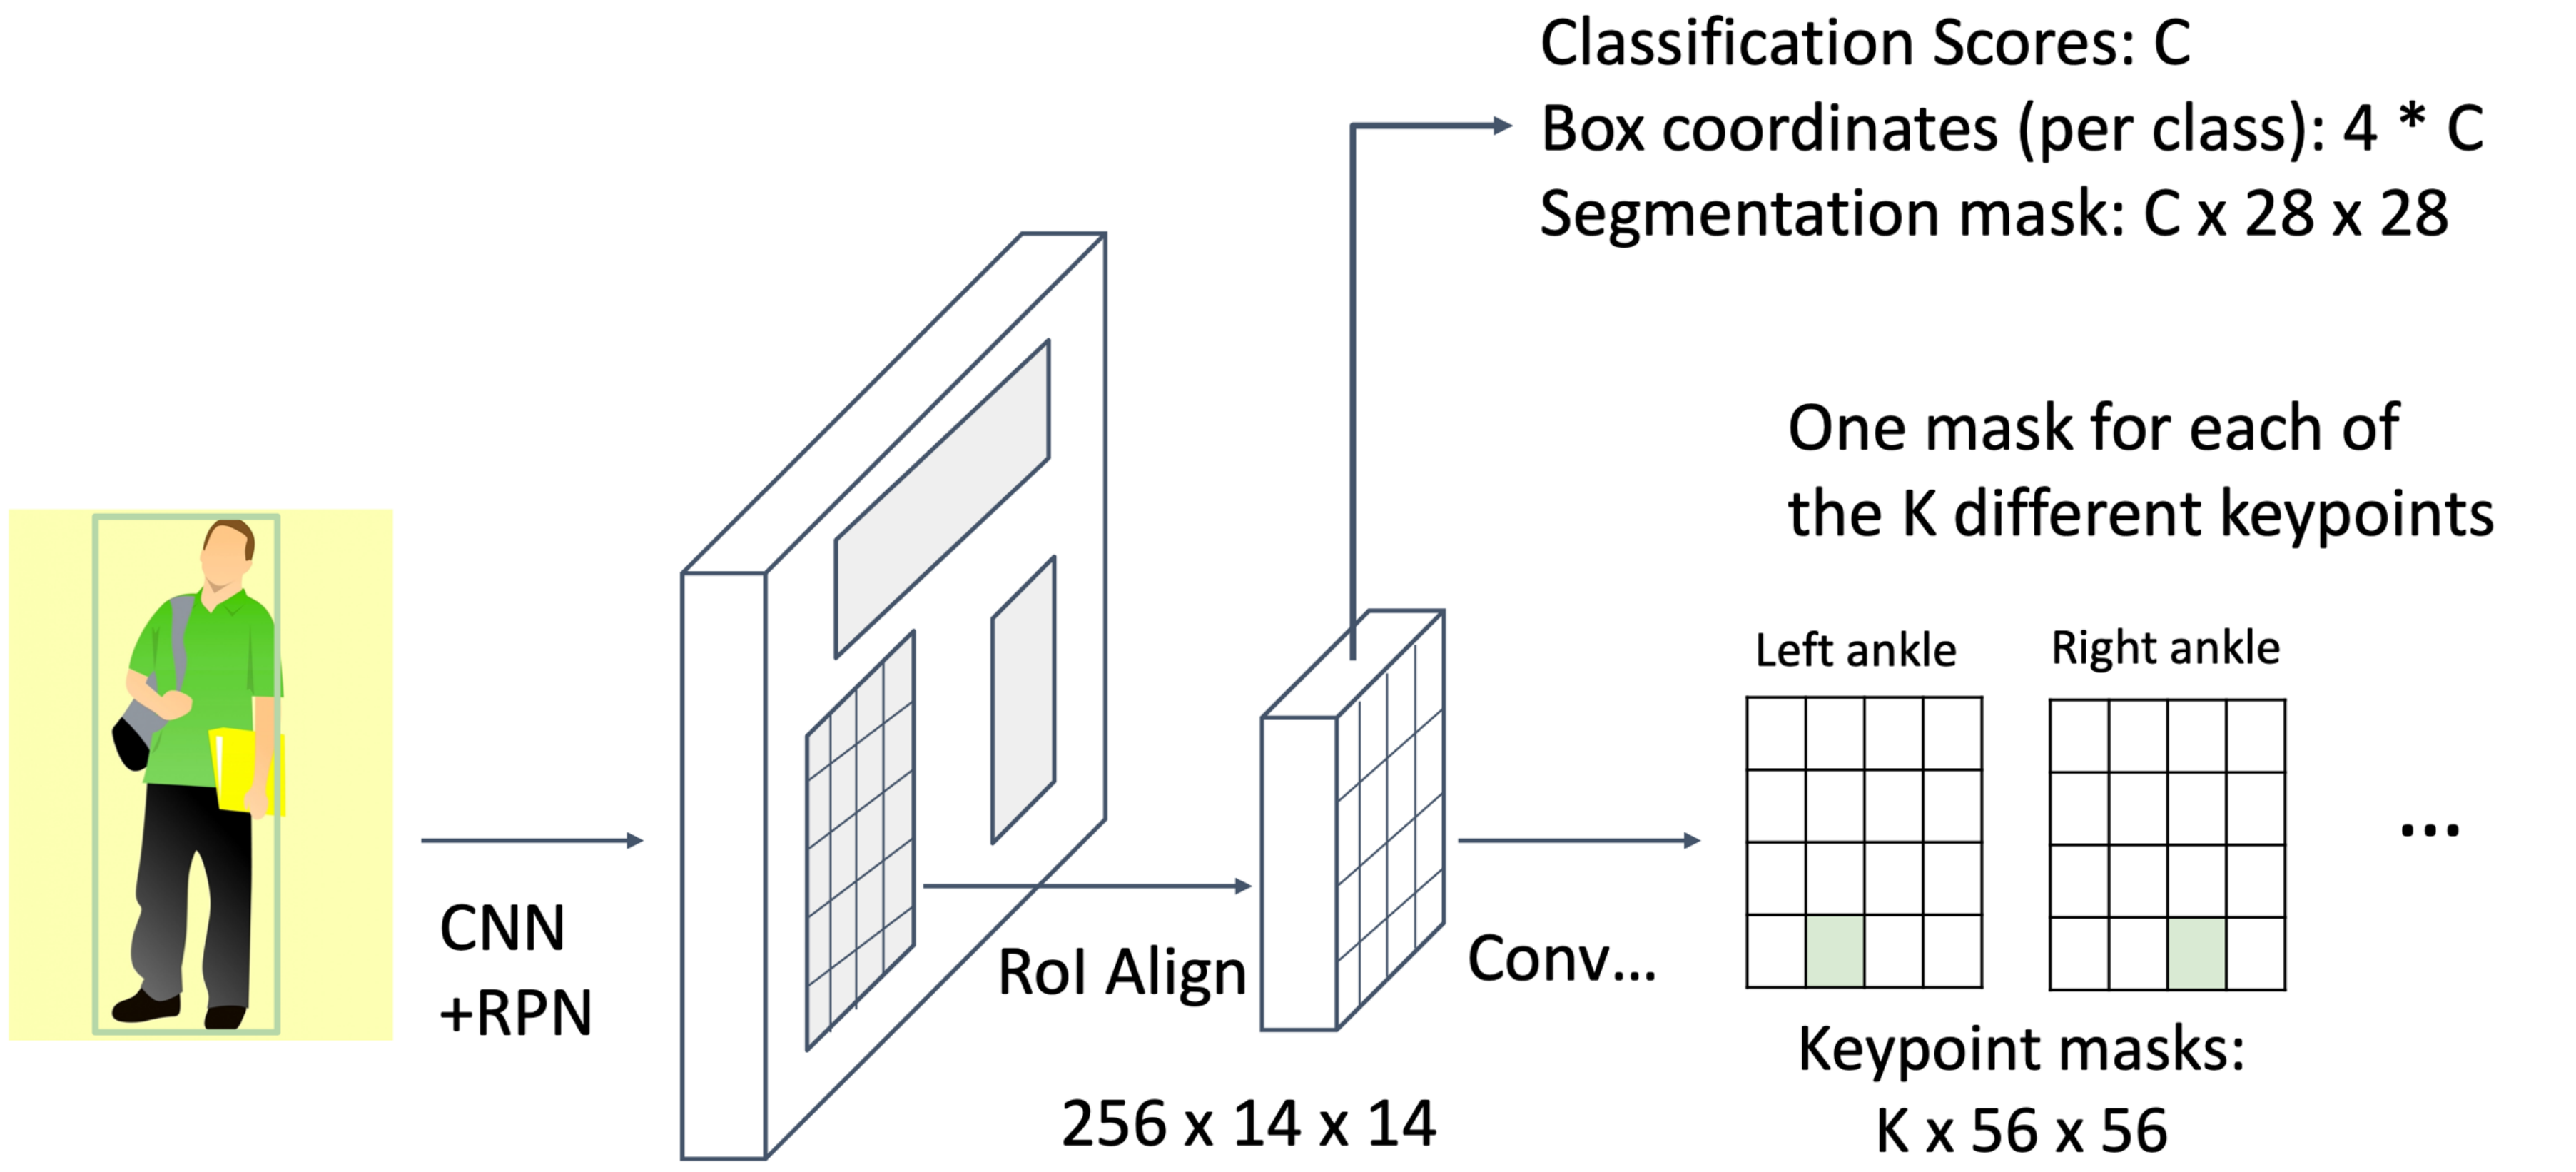 Classification Scores: C
Box coordinates (per class): 4 * C
Segmentation mask: C x 28 x 28
One mask for each of
the K different keypoints
Left ankle
Right ankle
...
CNN
+RPN
RoI Align
Conv...
256 x 14 x 14
Keypoint masks:
K x 56 x 56